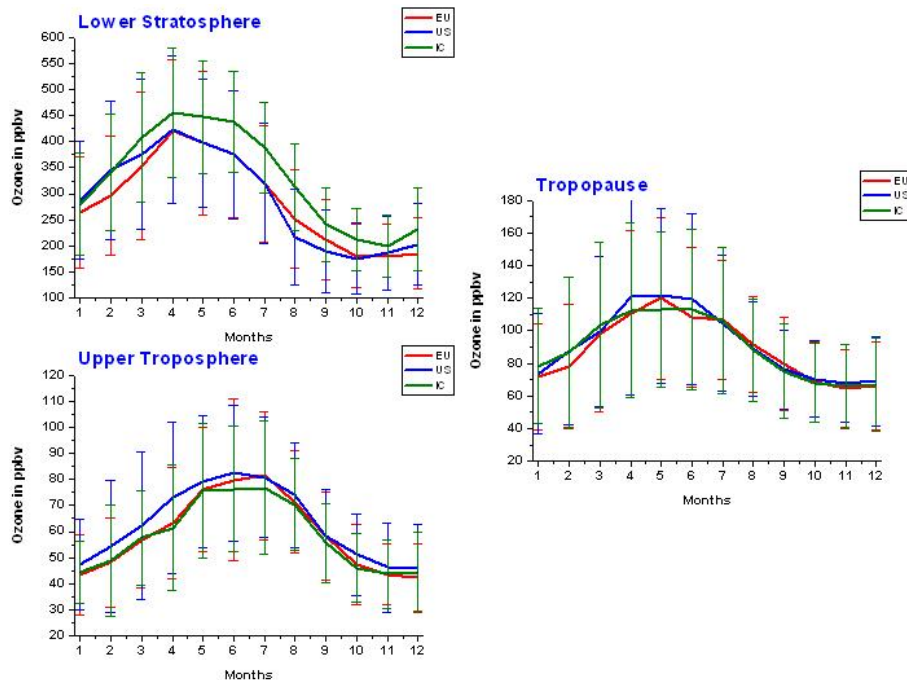 Lower Stratosphere
EU
US
IC
Ozone in ppbv
600
550
500
450
400
350
300
250
200
150
100
1 2 3 4 5 6 7 8 9 10 11 12
Months
Upper Troposphere
EU
US
IC
Ozone in ppbv
120
110
100
90
80
70
60
50
40
30
20
1 2 3 4 5 6 7 8 9 10 11 12
Months
Tropopause
EU
US
IC
Ozone in ppbv
180
160
140
120
100
80
60
40
20
1 2 3 4 5 6 7 8 9 10 11 12
Months